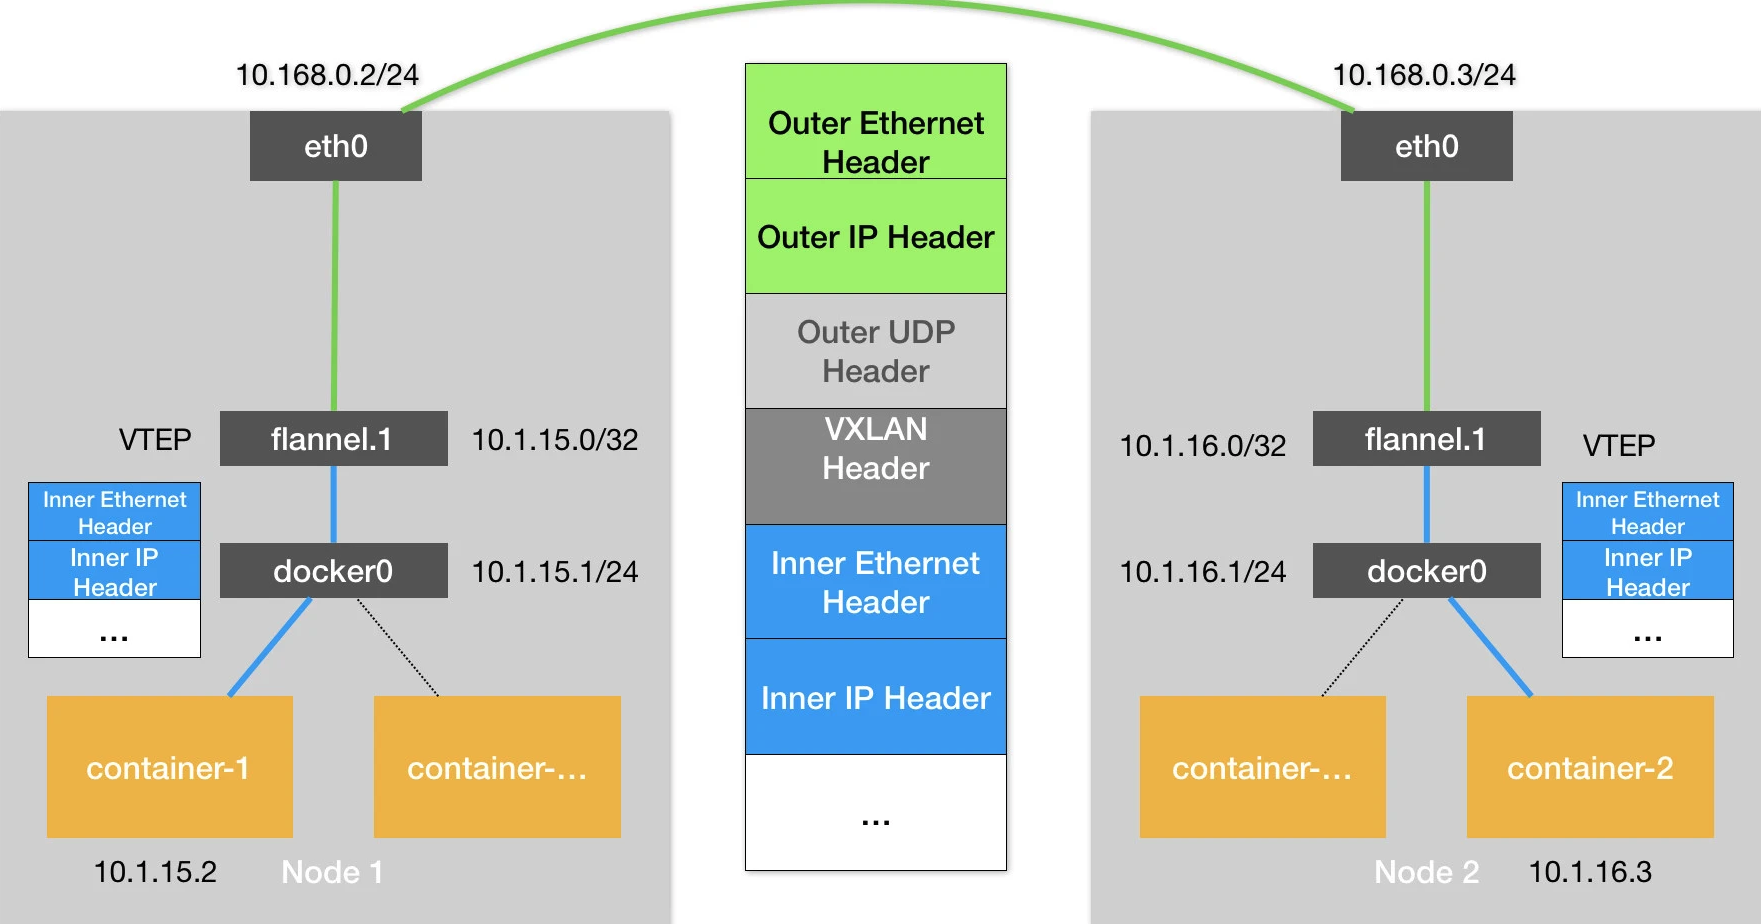 10.168.0.2/24
10.168.0.3/24
eth0
eth0
Outer Ethernet
Header
Outer IP Header
Outer UDP
Header
VXLAN
Header
Inner Ethernet
Header
Inner IP Header
...
VTEP
flannel.1
10.1.15.0/32
Inner Ethernet
Header
Inner IP
Header
...
docker0
10.1.15.1/24
container-1
container-...
10.1.15.2
Node 1
10.1.16.0/32
flannel.1
VTEP
10.1.16.1/24
docker0
Inner Ethernet
Header
Inner IP
Header
...
container-...
container-2
Node 2
10.1.16.3